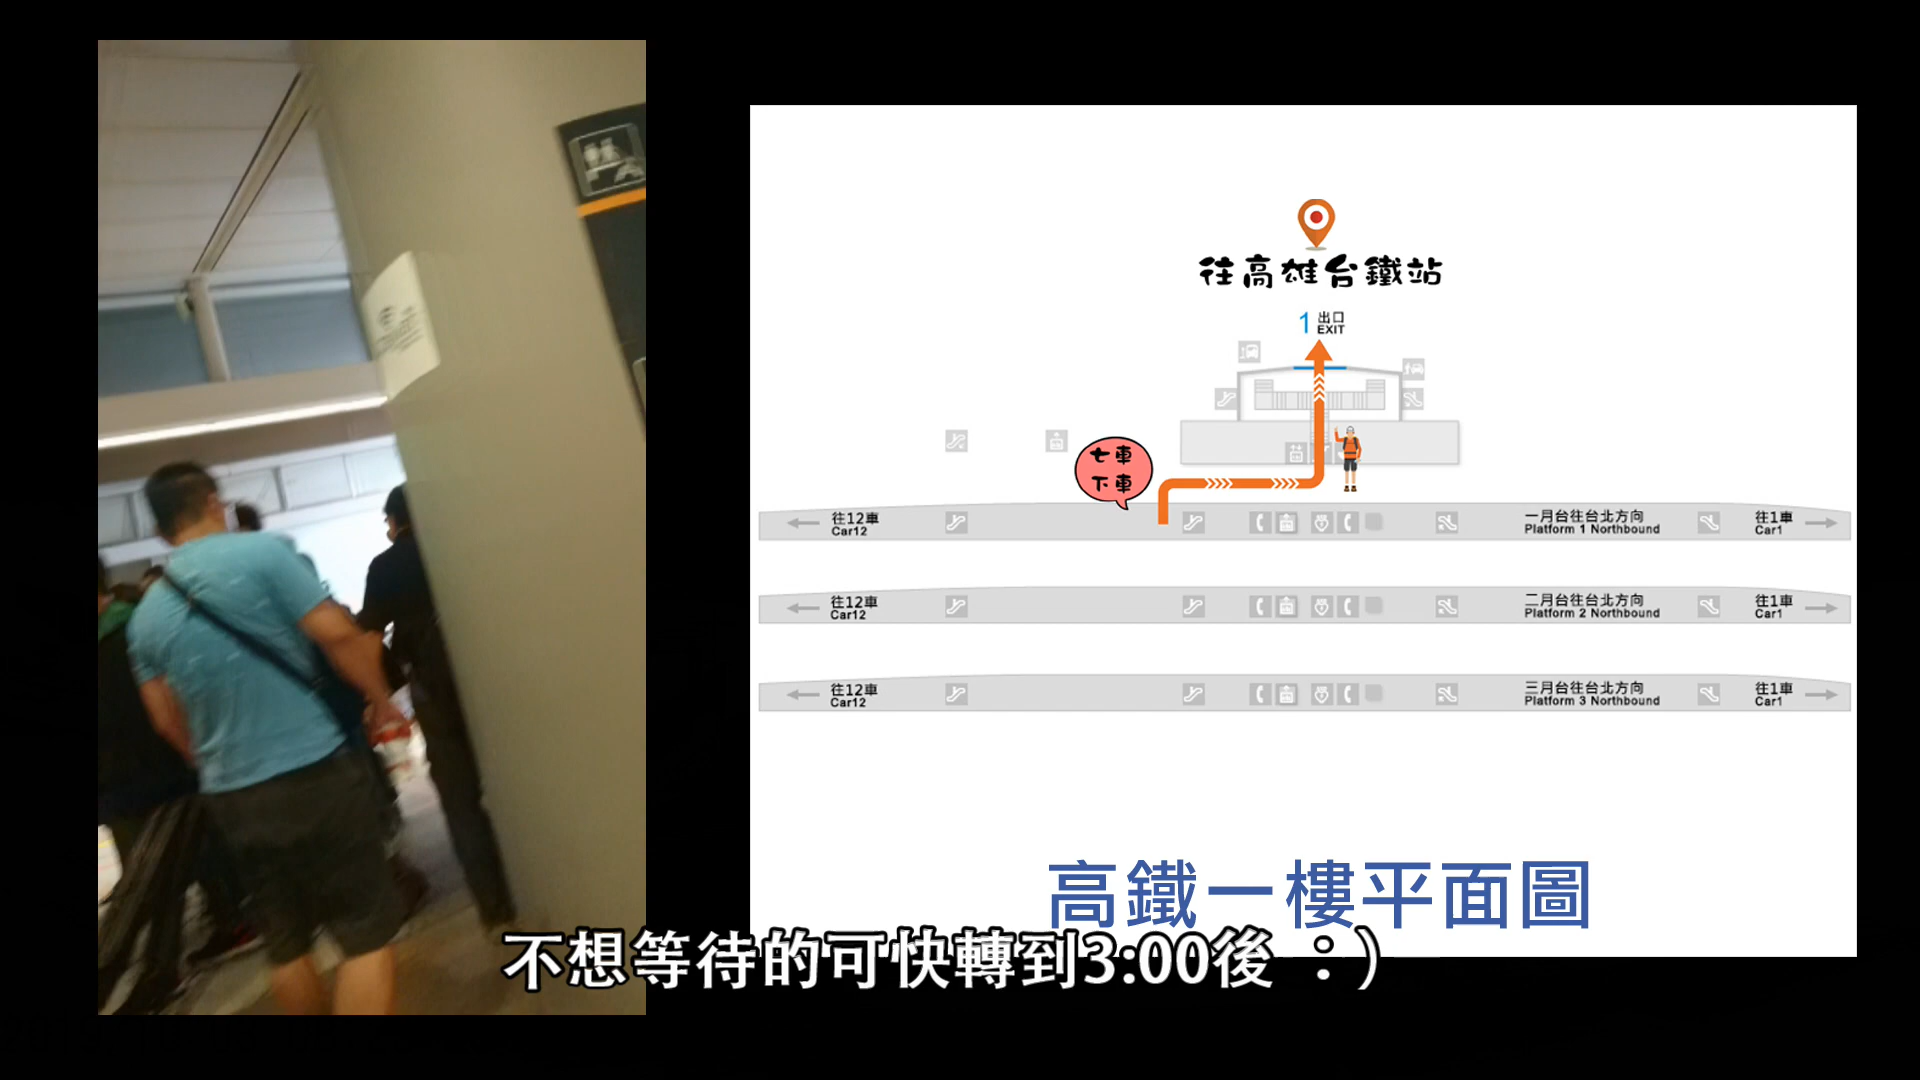 往高雄台鐵站
1 出口
EXIT
七車
下車
往12車
Car12
一月台往台北方向
Platform 1 Northbound
往1車
Car1
往12車
Car12
二月台往台北方向
Platform 2 Northbound
往1車
Car1
往12車
Car12
三月台往台北方向
Platform 3 Northbound
往1車
Car1
高鐵一樓平面圖
不想等待的可快轉到3:00後 :)